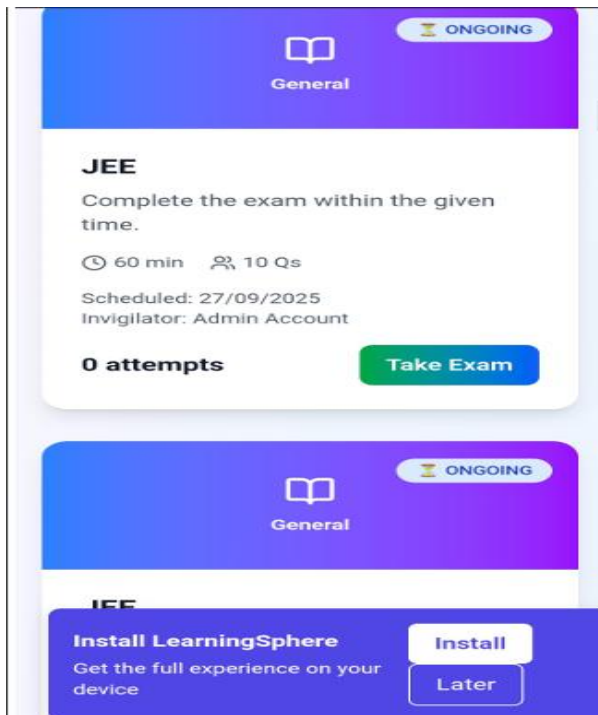 ONGOING
General
JEE
Complete the exam within the given
time.
60 min 10 Qs
Scheduled: 27/09/2025
Invigilator: Admin Account
0 attempts Take Exam
ONGOING
General
JEE
Install LearningSphere
Get the full experience on your
device
Install
Later